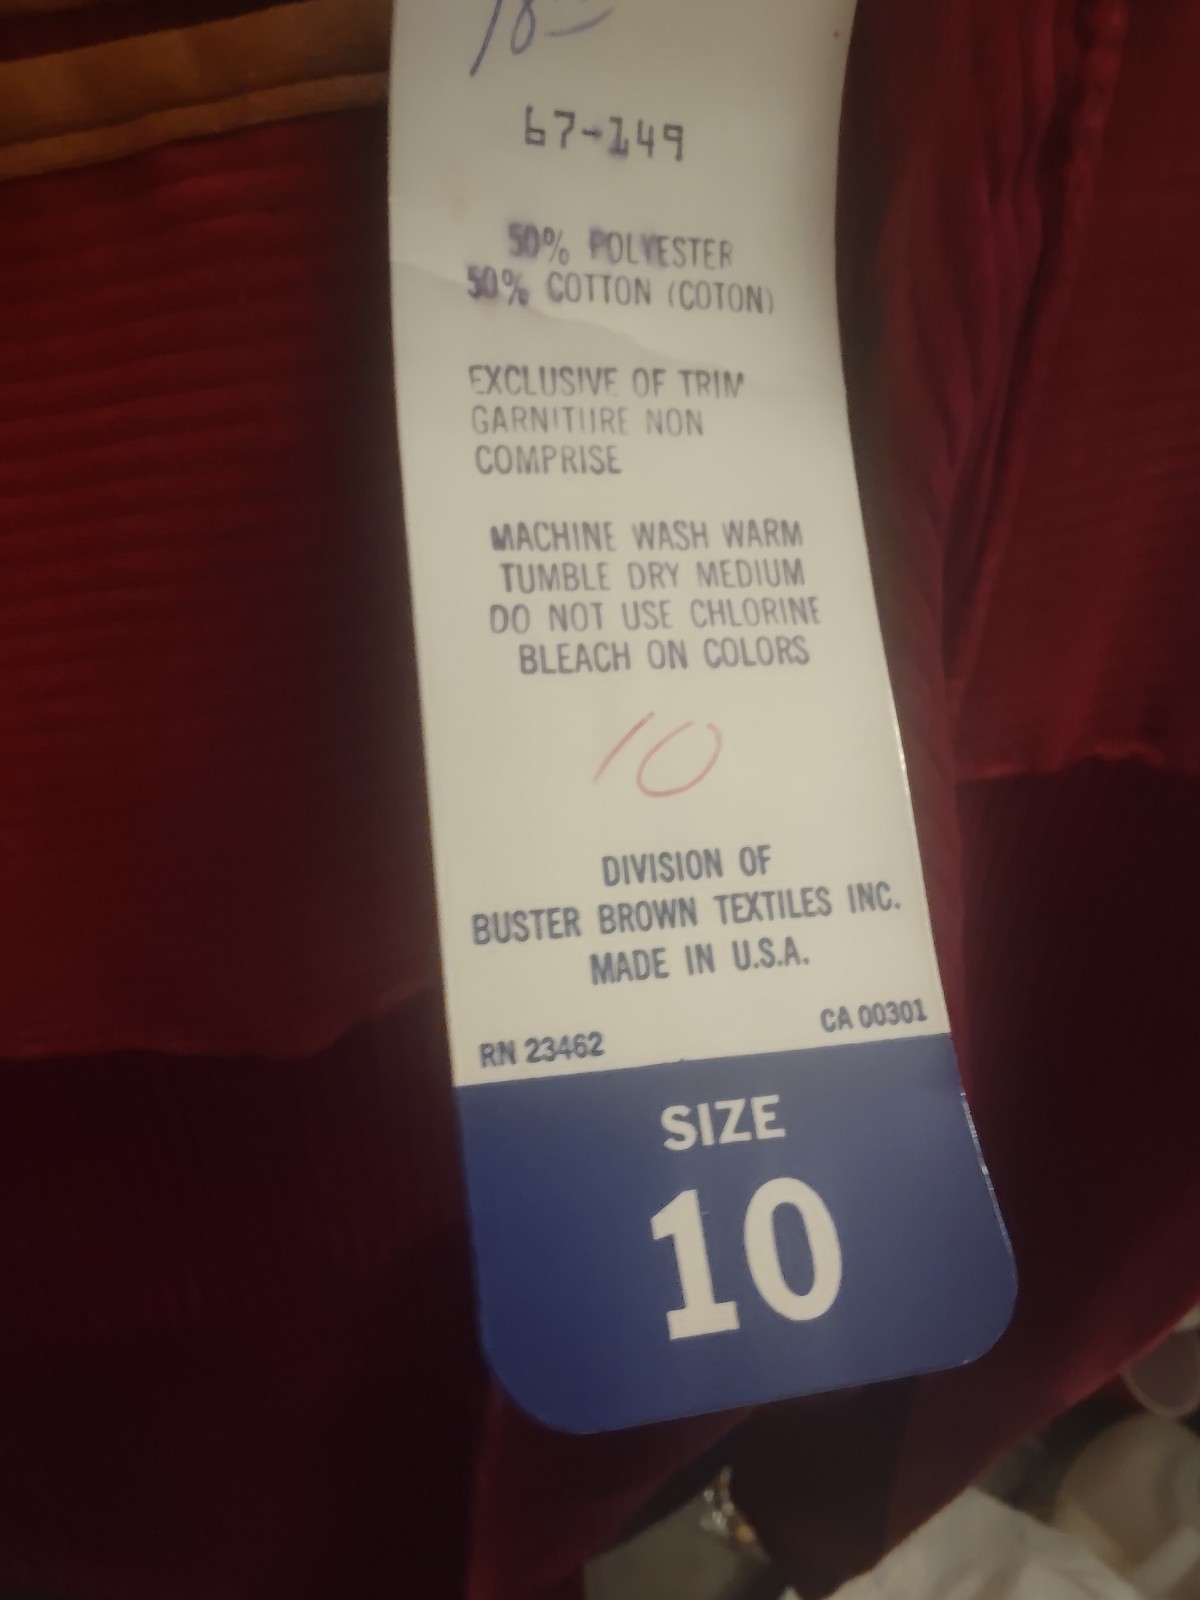 67-149
50% POLYESTER
50% COTTON (COTON)
EXCLUSIVE OF TRIM
GARNITURE NON
COMPRISE
MACHINE WASH WARM
TUMBLE DRY MEDIUM
DO NOT USE CHLORINE
BLEACH ON COLORS
10
DIVISION OF
BUSTER BROWN TEXTILES INC.
MADE IN U.S.A.
RN 23462 CA 00301
SIZE
10